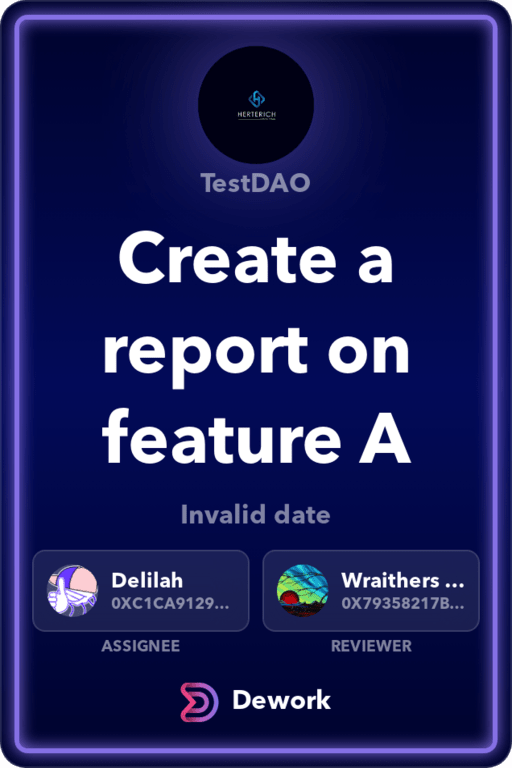 HERTERICH
TestDAO
Create a
report on
feature A
Invalid date
Delilah
0XC1CA9129...
Wraithers ...
0X79358217B...
ASSIGNEE
REVIEWER
Dework